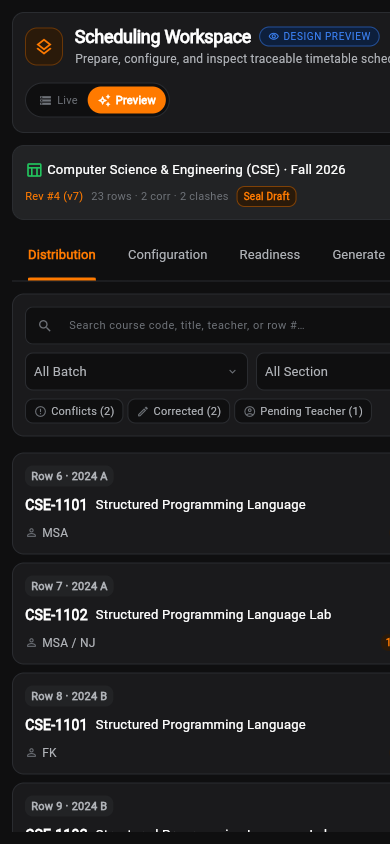 Scheduling Workspace
DESIGN PREVIEW
Prepare, configure, and inspect traceable timetable
Live
Preview
Computer Science & Engineering (CSE) · Fall 2026
Rev #4 (v7) 23 rows · 2 corr · 2 clashes Seal Draft
Distribution Configuration Readiness Generate
Search course code, title, teacher, or row #...
All Batch All Section
Conflicts (2) Corrected (2) Pending Teacher (1)
Row 6 · 2024 A
CSE-1101 Structured Programming Language
MSA
Row 7 · 2024 A
CSE-1102 Structured Programming Language Lab
MSA / NJ
Row 8 · 2024 B
CSE-1101 Structured Programming Language
FK
Row 9 · 2024 B